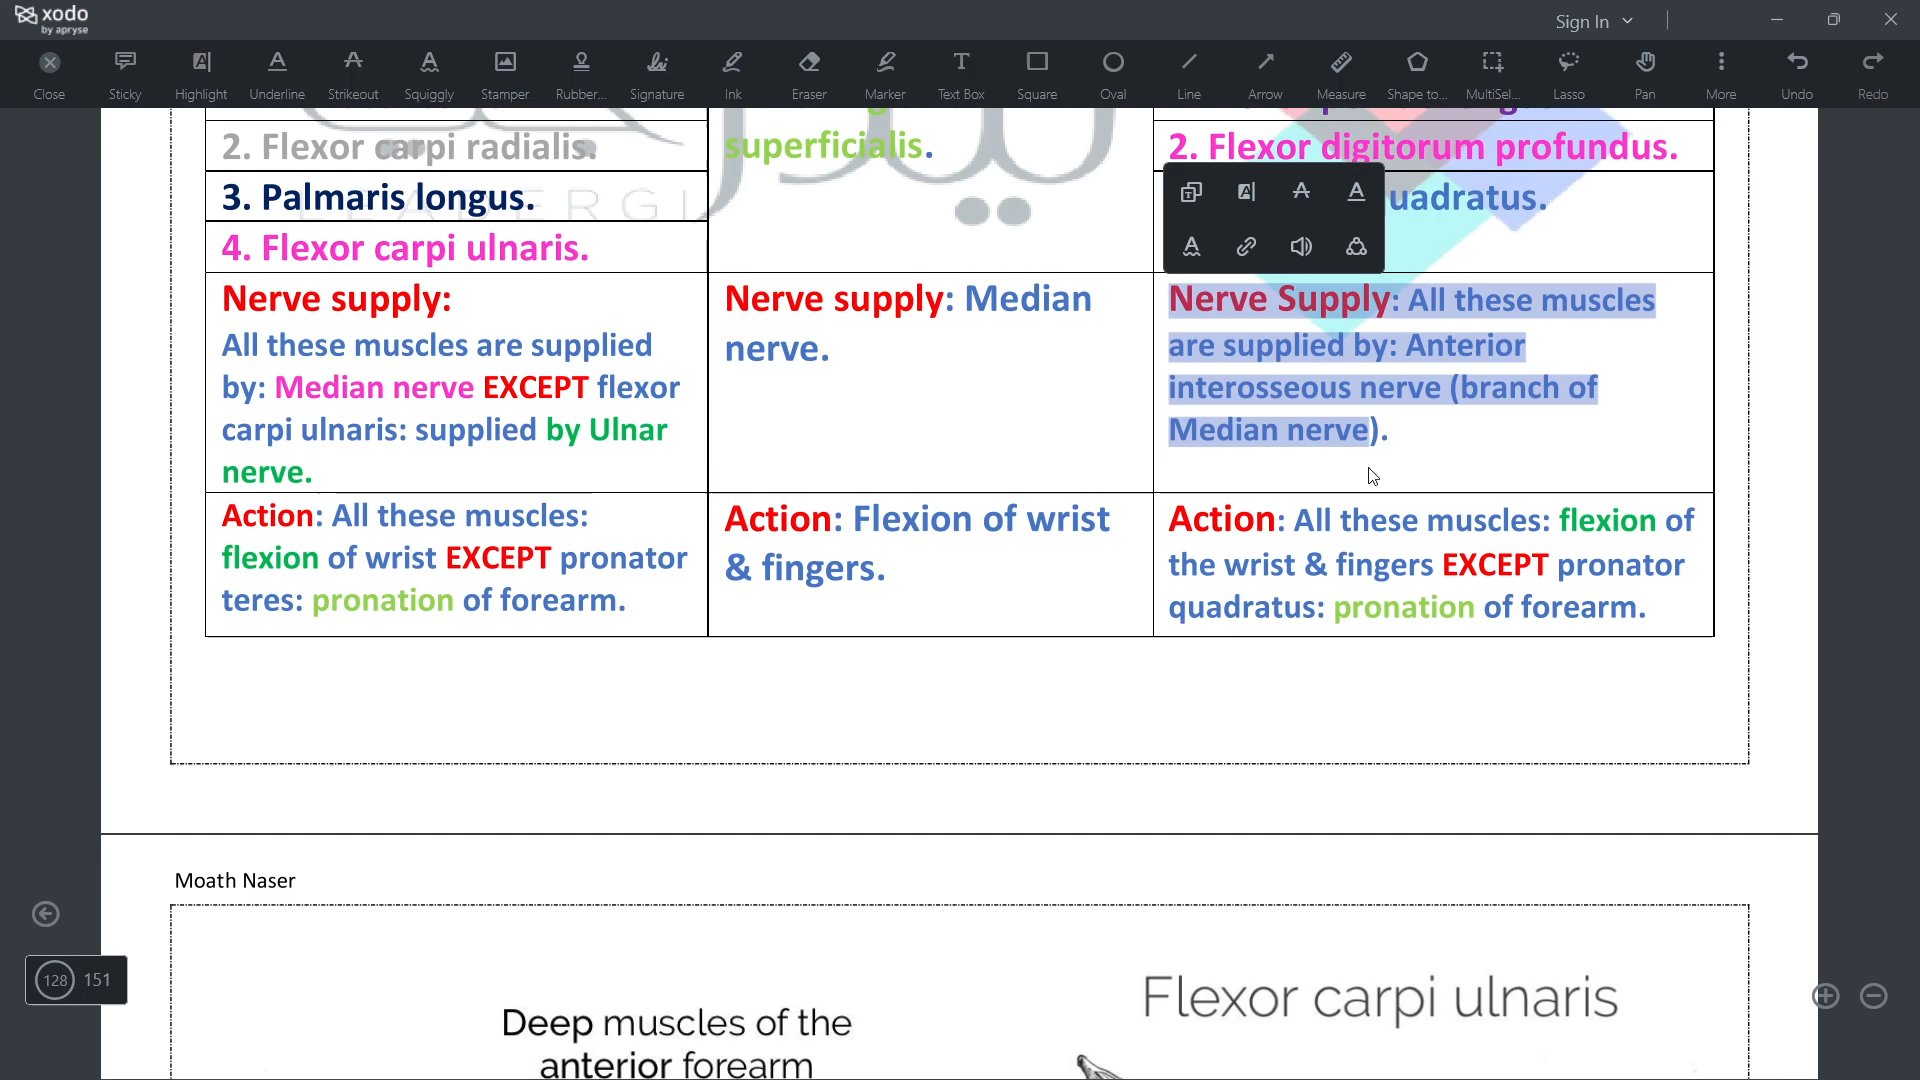 xodo
by apryse
Sign In
Close
Sticky
Highlight
Underline
Strikeout
Squiggly
Stamper
Rubber...
Signature
Ink
Eraser
Marker
Text Box
Square
Oval
Line
Arrow
Measure
Shape to...
MultiSel...
Lasso
Pan
More
Undo
Redo
2. Flexor carpi radialis.
3. Palmaris longus.
4. Flexor carpi ulnaris.
superficialis.
2. Flexor digitorum profundus.
uadratus.
Nerve supply:
All these muscles are supplied
by: Median nerve EXCEPT flexor
carpi ulnaris: supplied by Ulnar
nerve.
Nerve supply: Median
nerve.
Nerve Supply: All these muscles
are supplied by: Anterior
interosseous nerve (branch of
Median nerve).
Action: All these muscles:
flexion of wrist EXCEPT pronator
teres: pronation of forearm.
Action: Flexion of wrist
& fingers.
Action: All these muscles: flexion of
the wrist & fingers EXCEPT pronator
quadratus: pronation of forearm.
Moath Naser
128 151
Deep muscles of the
anterior forearm
Flexor carpi ulnaris